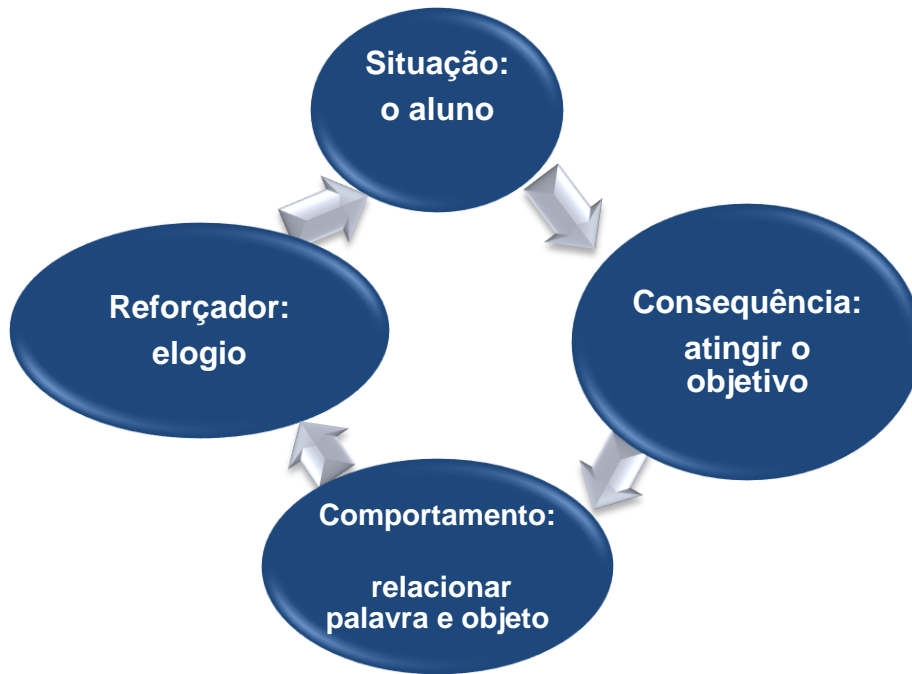 Situação:
o aluno
Consequência:
atingir o
objetivo
Comportamento:
relacionar
palavra e objeto
Reforçador:
elogio